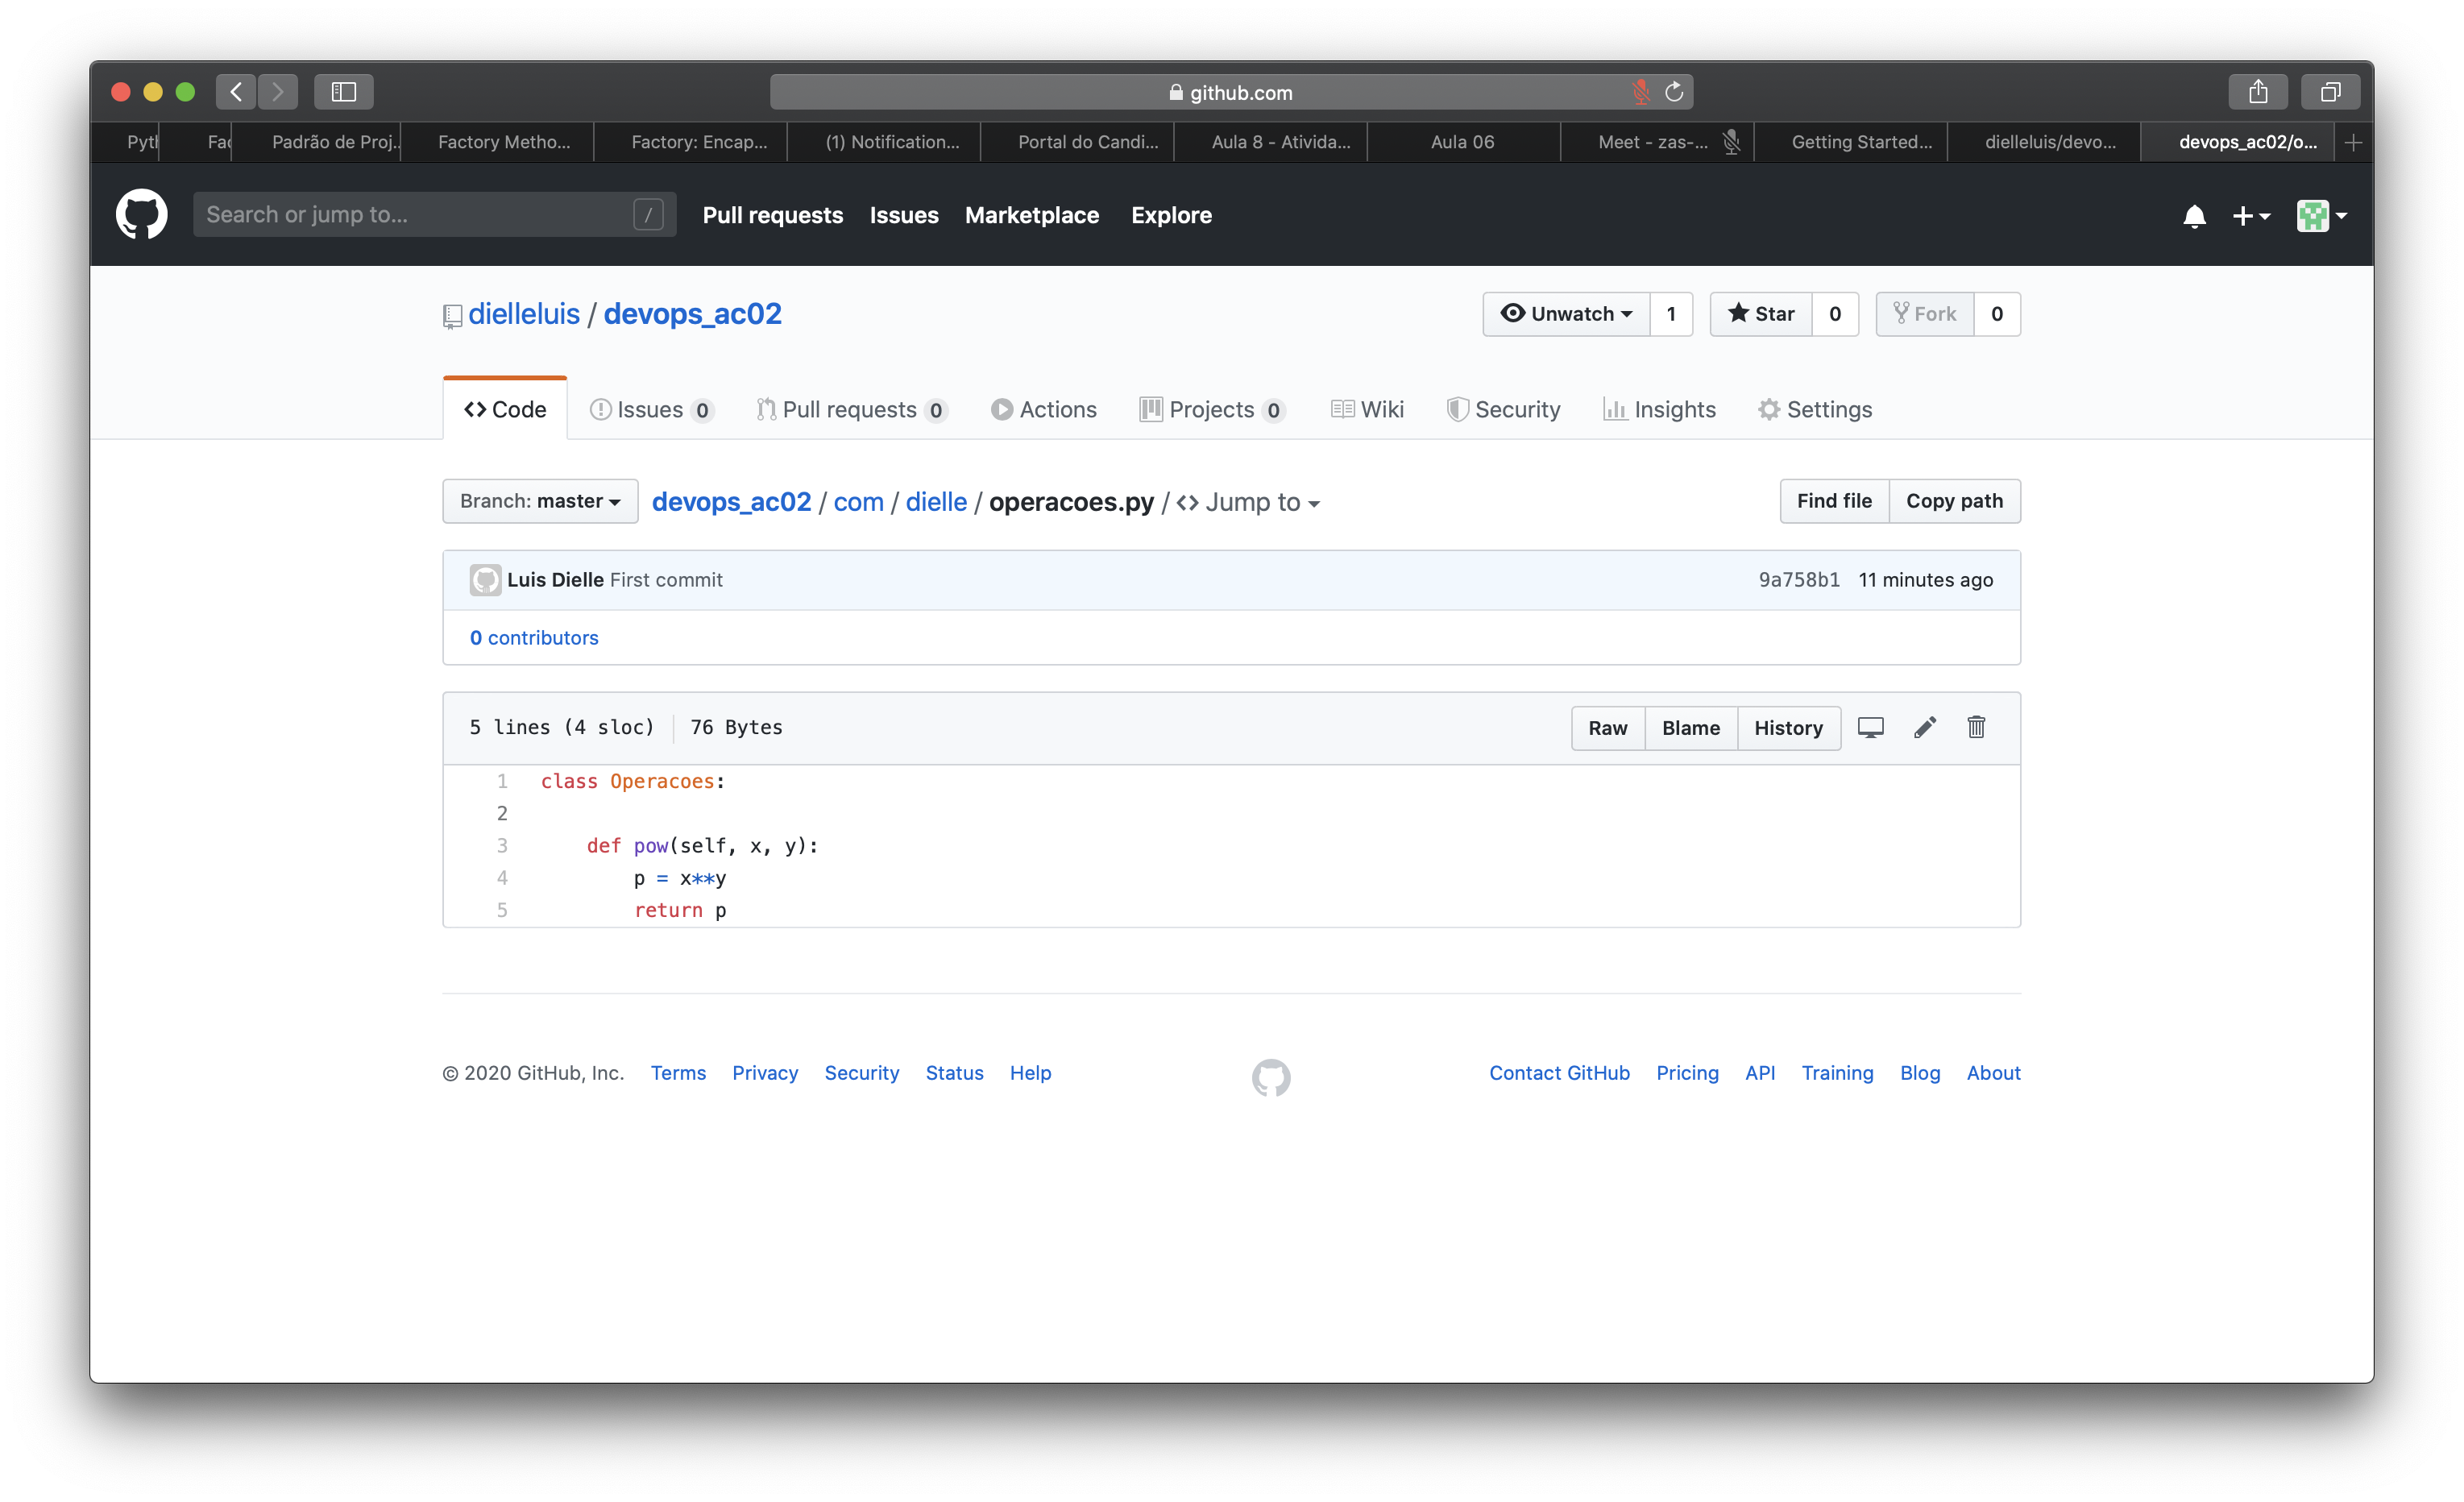 github.com
Pyth Fac Padrão de Proj... Factory Metho... Factory: Encap... (1) Notification... Portal do Candi... Aula 8 - Ativida... Aula 06 Meet - zas-... Getting Started... dielleluis/devo... devops_ac02/o...
Search or jump to... / Pull requests Issues Marketplace Explore
dielleluis / devops_ac02 Unwatch 1 Star 0 Fork 0
Code Issues 0 Pull requests 0 Actions Projects 0 Wiki Security Insights Settings
Branch: master devops_ac02 / com / dielle / operacoes.py / <> Jump to Find file Copy path
Luis Dielle First commit 9a758b1 11 minutes ago
0 contributors
5 lines (4 sloc) 76 Bytes Raw Blame History
1 class Operacoes:
2
3 def pow(self, x, y):
4 p = x**y
5 return p
© 2020 GitHub, Inc. Terms Privacy Security Status Help Contact GitHub Pricing API Training Blog About